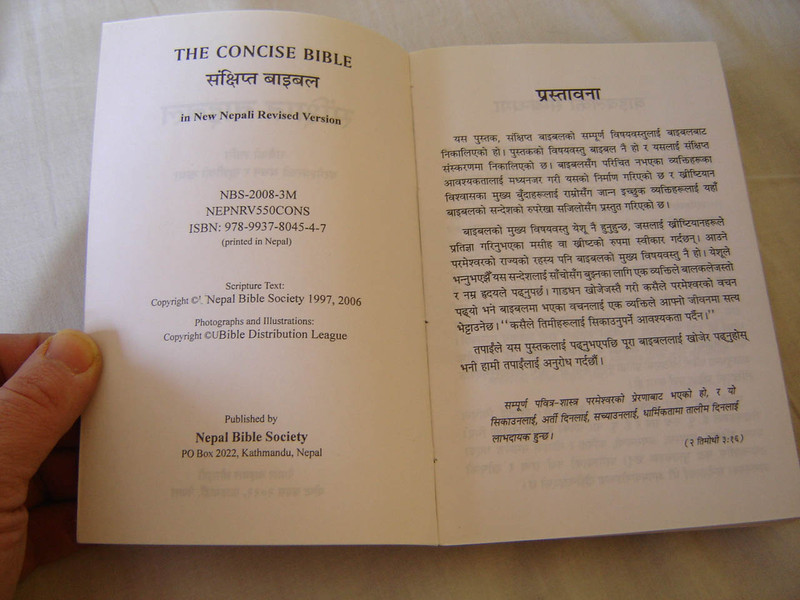 THE CONCISE BIBLE
संक्षिप्त बाइबल
in New Nepali Revised Version
NBS-2008-3M
NEPNRV550CONS
ISBN: 978-9937-8045-4-7
(printed in Nepal)
Scripture Text:
Copyright ©. Nepal Bible Society 1997, 2006
Photographs and Illustrations:
Copyright ©UBible Distribution League
Published by
Nepal Bible Society
PO Box 2022, Kathmandu, Nepal
प्रस्तावना
यस पुस्तक, संक्षिप्त बाइबलको सम्पूर्ण विषयवस्तुलाई बाइबलबाट
निकालिएको हो। पुस्तकको विषयवस्तु बाइबल नै हो र यसलाई संक्षिप्त
संस्करणमा निकालिएको छ। बाइबलसँग परिचित नभएका व्यक्तिहरूका
आवश्यकतालाई मध्यनजर गरी यसको निर्माण गरिएको छ र ख्रीष्टियान
विश्वासका मुख्य बुँदाहरूलाई राम्रोसँग जान्न इच्छुक व्यक्तिहरूलाई यहाँ
बाइबलको सन्देशको रुपरेखा सजिलोसँग प्रस्तुत गरिएको छ।
बाइबलको मुख्य विषयवस्तु येशू नै हुनुहुन्छ, जसलाई ख्रीष्टियानहरूले
प्रतिज्ञा गरिनुभएका मसीह वा ख्रीष्टको रुपमा स्वीकार गर्दछन्। आउने
परमेश्वरको राज्यको रहस्य पनि बाइबलको मुख्य विषयवस्तु नै हो। येशूले
भन्नुभएझैँ यस सन्देशलाई साँचोसँग बुझ्नका लागि एक व्यक्तिले बालकलेजस्तो
र नम्र हृदयले पढ्नुपर्छ। गाडधन खोजेजस्तै गरी कसैले परमेश्वरको वचन
पढ्यो भने बाइबलमा भएका वचनलाई एक व्यक्तिले आफ्नो जीवनमा सत्य
भेट्टाउनेछ। "कसैले तिमीहरूलाई सिकाउनुपर्ने आवश्यकता पर्दैन।"
तपाईंले यस पुस्तकलाई पढ्नुभएपछि पूरा बाइबललाई खोजेर पढ्नुहोस्
भनी हामी तपाईंलाई अनुरोध गर्दछौं।
सम्पूर्ण पवित्र-शास्त्र परमेश्वरको प्रेरणाबाट भएको हो, र यो
सिकाउनलाई, अर्ती दिनलाई, सच्याउनलाई, धार्मिकतामा तालीम दिनलाई
लाभदायक हुन्छ।
(२ तिमोथी ३:१६)